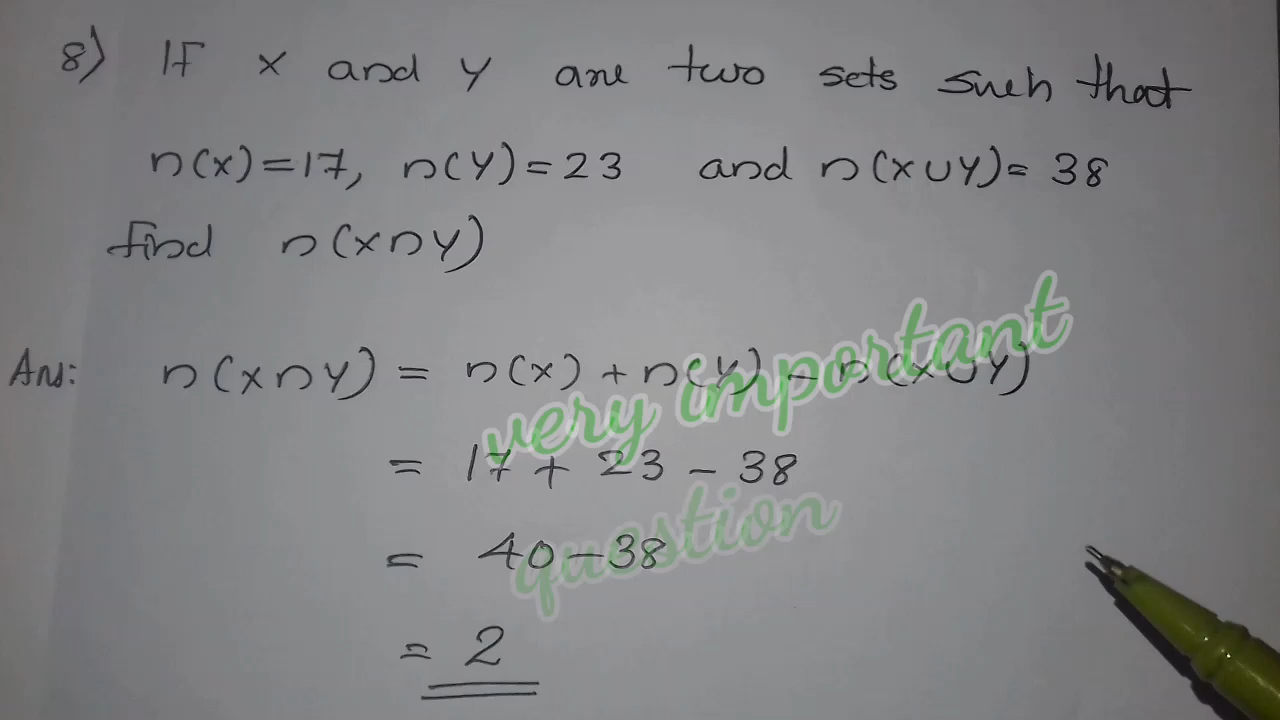 8) If X and Y are two sets such that
n(X)=17, n(Y)=23 and n(X∪Y)= 38
find n(X∩Y)
Ans: n(X∩Y) = n(X) + n(Y) - n(X∪Y)
very important
= 17 + 23 - 38
question
= 40-38
= 2